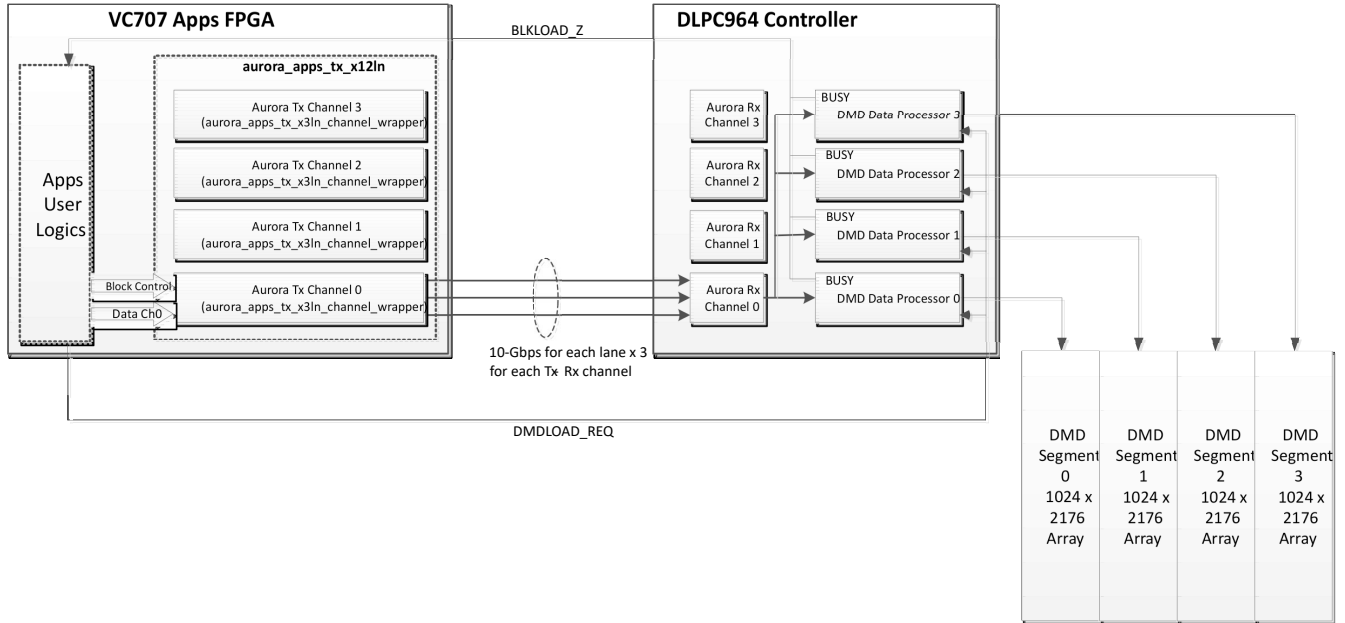 VC707 Apps FPGA
DLPC964 Controller
BLKLOAD_Z
aurora_apps_tx_x12ln
Apps
User
Logics
Aurora Tx Channel 3
(aurora_apps_tx_x3ln_channel_wrapper)
Aurora Tx Channel 2
(aurora_apps_tx_x3ln_channel_wrapper)
Aurora Tx Channel 1
(aurora_apps_tx_x3ln_channel_wrapper)
Aurora Tx Channel 0
(aurora_apps_tx_x3ln_channel_wrapper)
Block Control
Data Ch0
10-Gbps for each lane x 3
for each Tx- Rx channel
Aurora Rx
Channel 3
Aurora Rx
Channel 2
Aurora Rx
Channel 1
Aurora Rx
Channel 0
BUSY
DMD Data Processor 3
BUSY
DMD Data Processor 2
BUSY
DMD Data Processor 1
BUSY
DMD Data Processor 0
DMDLOAD_REQ
DMD
Segment
0
1024 x
2176
Array
DMD
Segment
1
1024 x
2176
Array
DMD
Segment
2
1024 x
2176
Array
DMD
Segment
3
1024 x
2176
Array